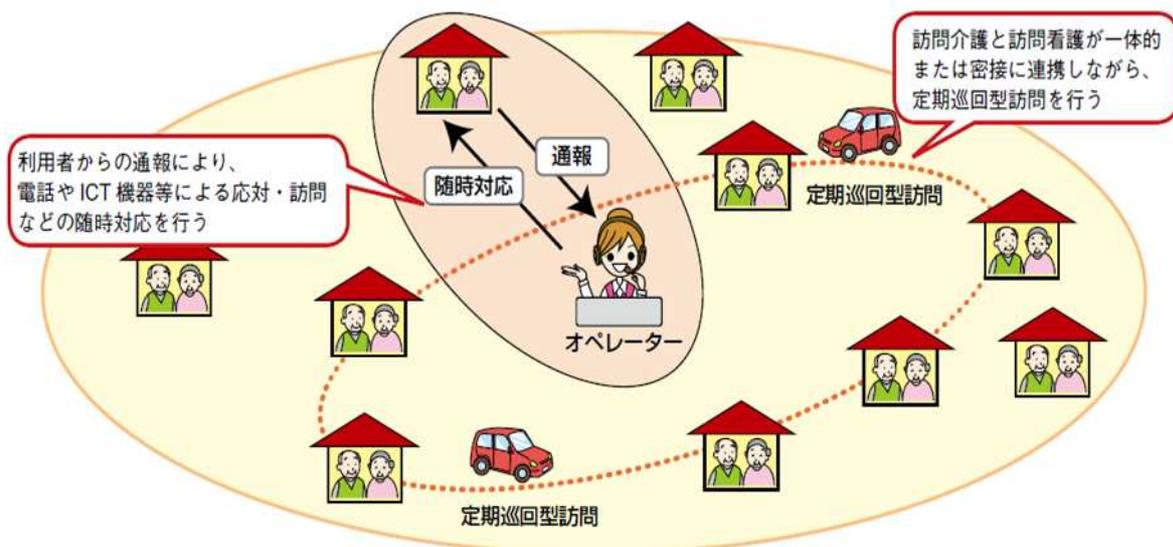 訪問介護と訪問看護が一体的
または密接に連携しながら、
定期巡回型訪問を行う
利用者からの通報により、
電話や ICT 機器等による応対・訪問
などの随時対応を行う
通報
随時対応
定期巡回型訪問
オペレーター
定期巡回型訪問